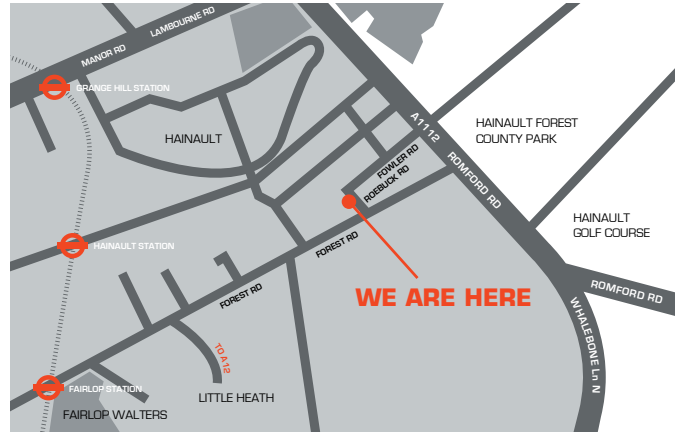 LAMBOURNE RD
MANOR RD
GRANGE HILL STATION
HAINAULT
A1112
HAINAULT FOREST
COUNTY PARK
FOWLER RD
ROEBUCK RD
ROMFORD RD
HAINAULT
GOLF COURSE
HAINAULT STATION
FOREST RD
WE ARE HERE
ROMFORD RD
FOREST RD
WHALEBONE Ln N
TO A12
FAIRLOP STATION
LITTLE HEATH
FAIRLOP WALTERS